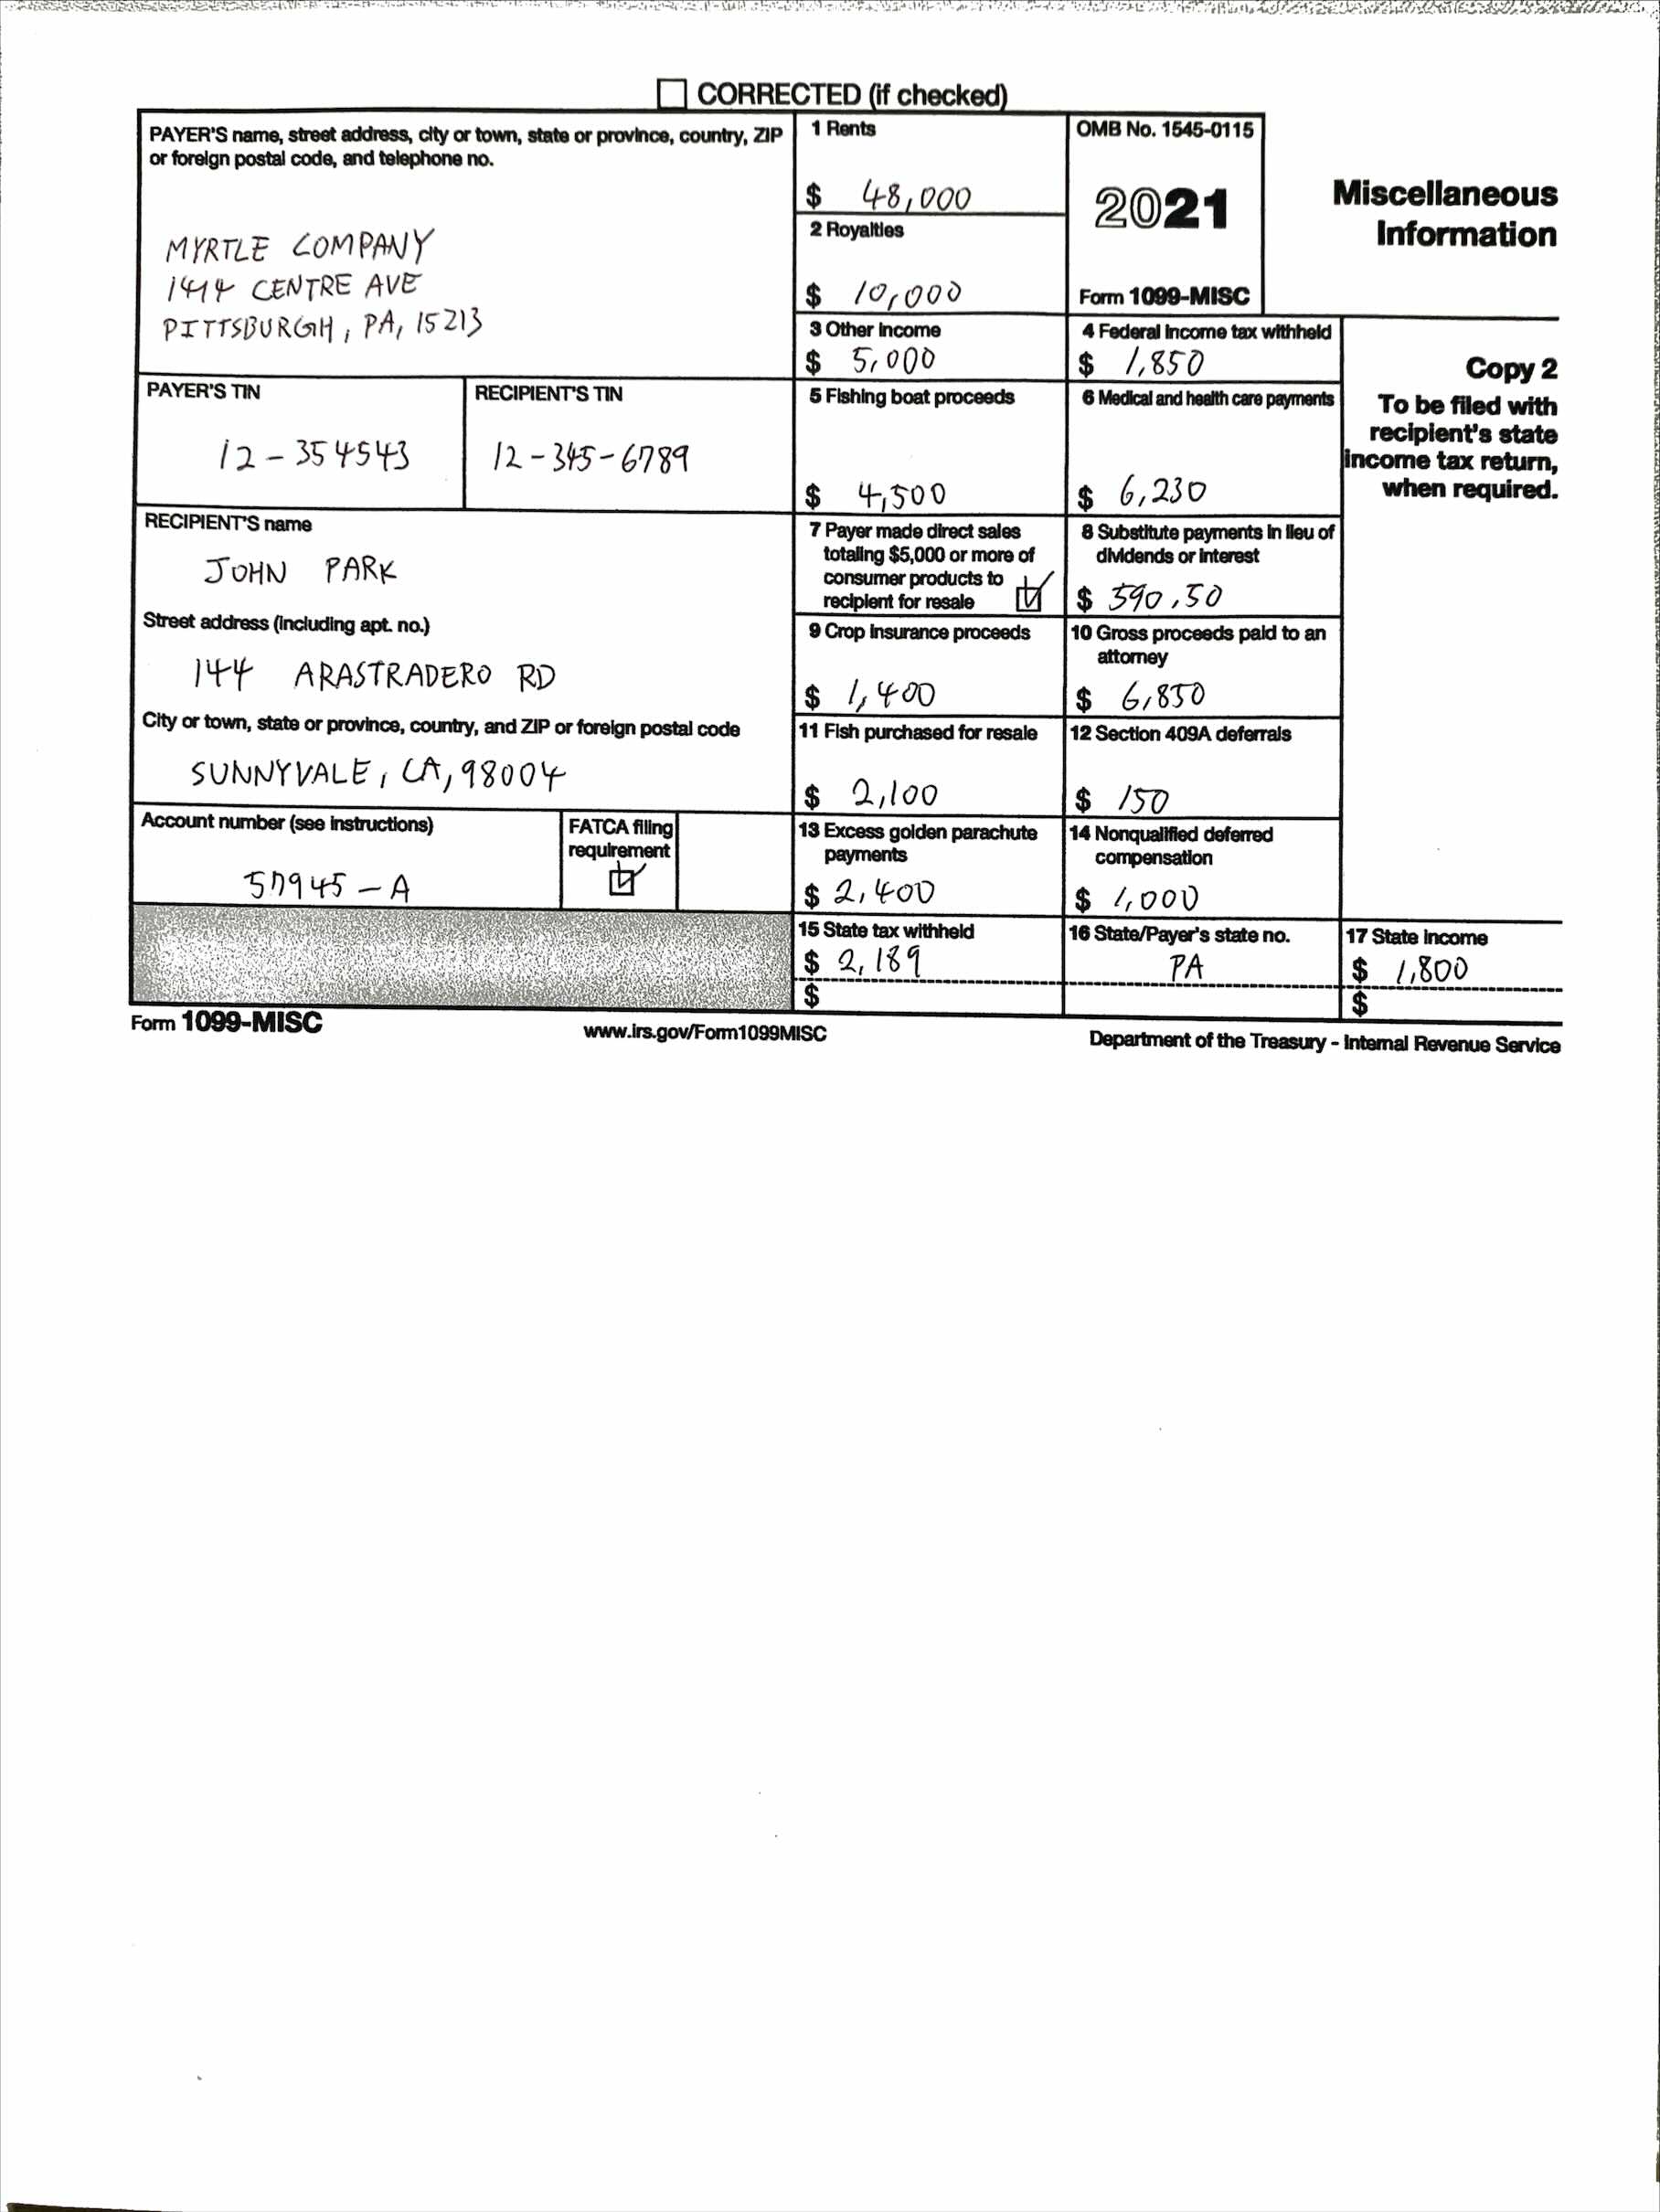 CORRECTED (if checked)
PAYER'S name, street address, city or town, state or province, country, ZIP
or foreign postal code, and telephone no.
MYRTLE COMPANY
1414 CENTRE AVE
PITTSBURGH, PA, 15213
1 Rents
$ 48,000
2 Royalties
$ 10,000
OMB No. 1545-0115
2021
Form 1099-MISC
Miscellaneous
Information
3 Other income
$ 5,000
4 Federal income tax withheld
$ 1,850
Copy 2
To be filed with
recipient's state
income tax return,
when required.
PAYER'S TIN
12-354543
RECIPIENT'S TIN
12-345-6789
5 Fishing boat proceeds
$ 4,500
6 Medical and health care payments
$ 6,230
RECIPIENT'S name
JOHN PARK
Street address (including apt. no.)
144 ARASTRADERO RD
City or town, state or province, country, and ZIP or foreign postal code
SUNNYVALE, CA, 98004
7 Payer made direct sales
totaling $5,000 or more of
consumer products to
recipient for resale
8 Substitute payments in lieu of
dividends or interest
$ 590.50
9 Crop insurance proceeds
$ 1,400
10 Gross proceeds paid to an
attorney
$ 6,850
11 Fish purchased for resale
$ 2,100
12 Section 409A deferrals
$ 150
Account number (see instructions)
57945-A
FATCA filing
requirement
13 Excess golden parachute
payments
$ 2,400
14 Nonqualified deferred
compensation
$ 1,000
15 State tax withheld
$ 2,189
$
16 State/Payer's state no.
PA
17 State income
$ 1,800
$
Form 1099-MISC
www.irs.gov/Form1099MISC
Department of the Treasury - Internal Revenue Service